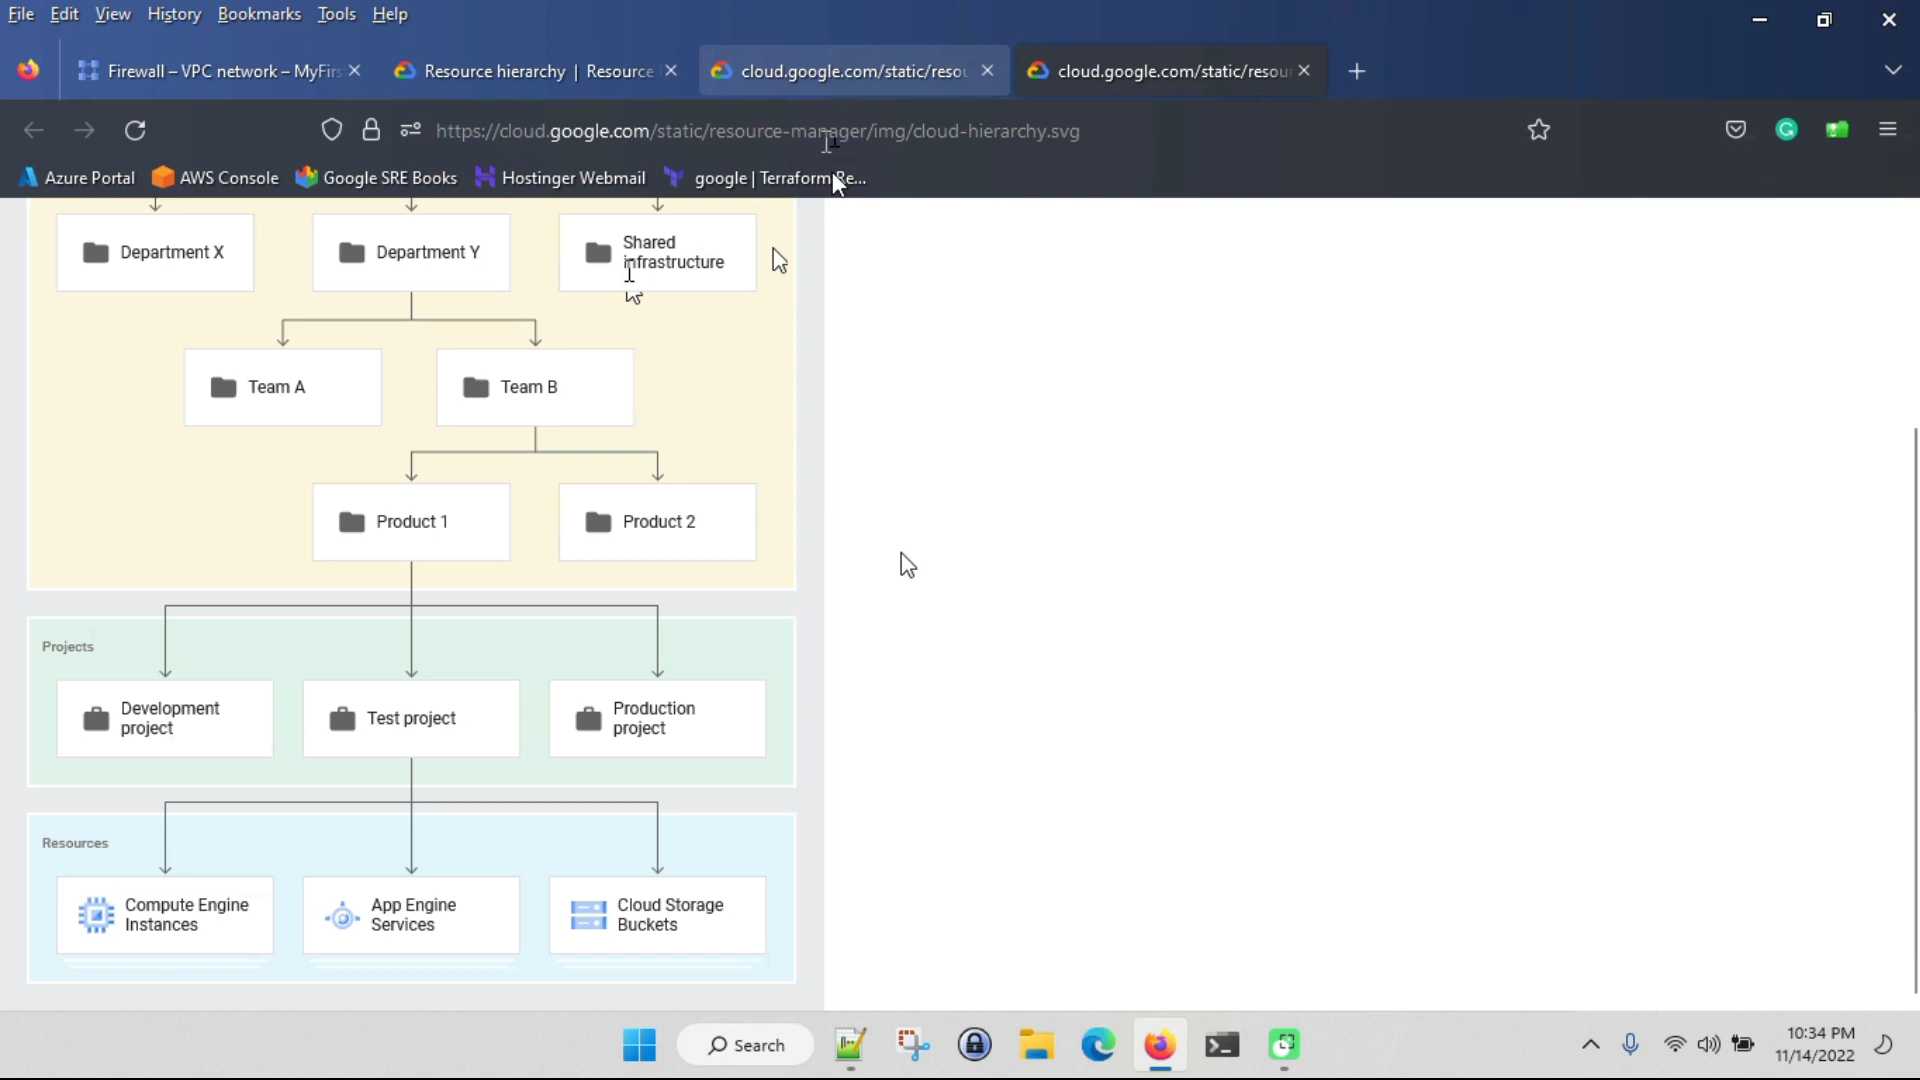 File Edit View History Bookmarks Tools Help
Firewall – VPC network – MyFirs
Resource hierarchy | Resource
cloud.google.com/static/resou
cloud.google.com/static/resour
https://cloud.google.com/static/resource-manager/img/cloud-hierarchy.svg
Azure Portal
AWS Console
Google SRE Books
Hostinger Webmail
google | Terraform Re...
Department X
Department Y
Shared
infrastructure
Team A
Team B
Product 1
Product 2
Projects
Development
project
Test project
Production
project
Resources
Compute Engine
Instances
App Engine
Services
Cloud Storage
Buckets
Search
10:34 PM
11/14/2022